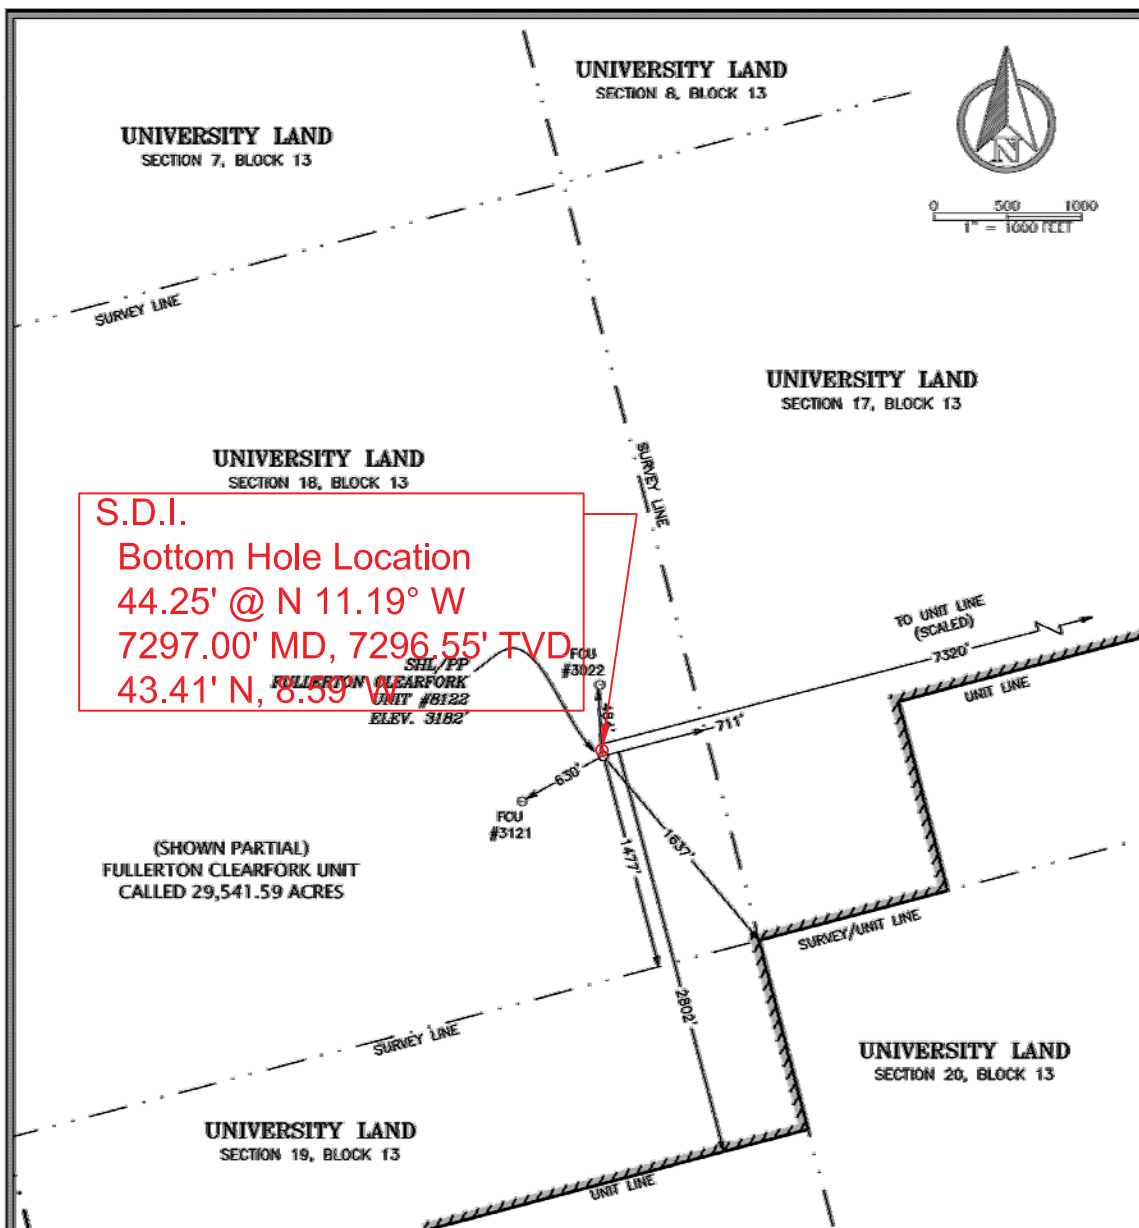 UNIVERSITY LAND
SECTION 8, BLOCK 13
UNIVERSITY LAND
SECTION 7, BLOCK 13
N
0 500 1000
1" = 1000 FEET
SURVEY LINE
UNIVERSITY LAND
SECTION 17, BLOCK 13
UNIVERSITY LAND
SECTION 18, BLOCK 13
SURVEY LINE
S.D.I.
Bottom Hole Location
44.25' @ N 11.19° W
7297.00' MD, 7296.55' TVD
43.41' N, 8.59' W
SHL/PP
FULLERTON CLEARFORK
UNIT #8122
ELEV. 3182'
FCU
#3022
TO UNIT LINE
(SCALED)
7320'
UNIT LINE
711'
630'
FCU
#3121
1477'
1637'
(SHOWN PARTIAL)
FULLERTON CLEARFORK UNIT
CALLED 29,541.59 ACRES
SURVEY/UNIT LINE
2802'
SURVEY LINE
UNIVERSITY LAND
SECTION 20, BLOCK 13
UNIVERSITY LAND
SECTION 19, BLOCK 13
UNIT LINE